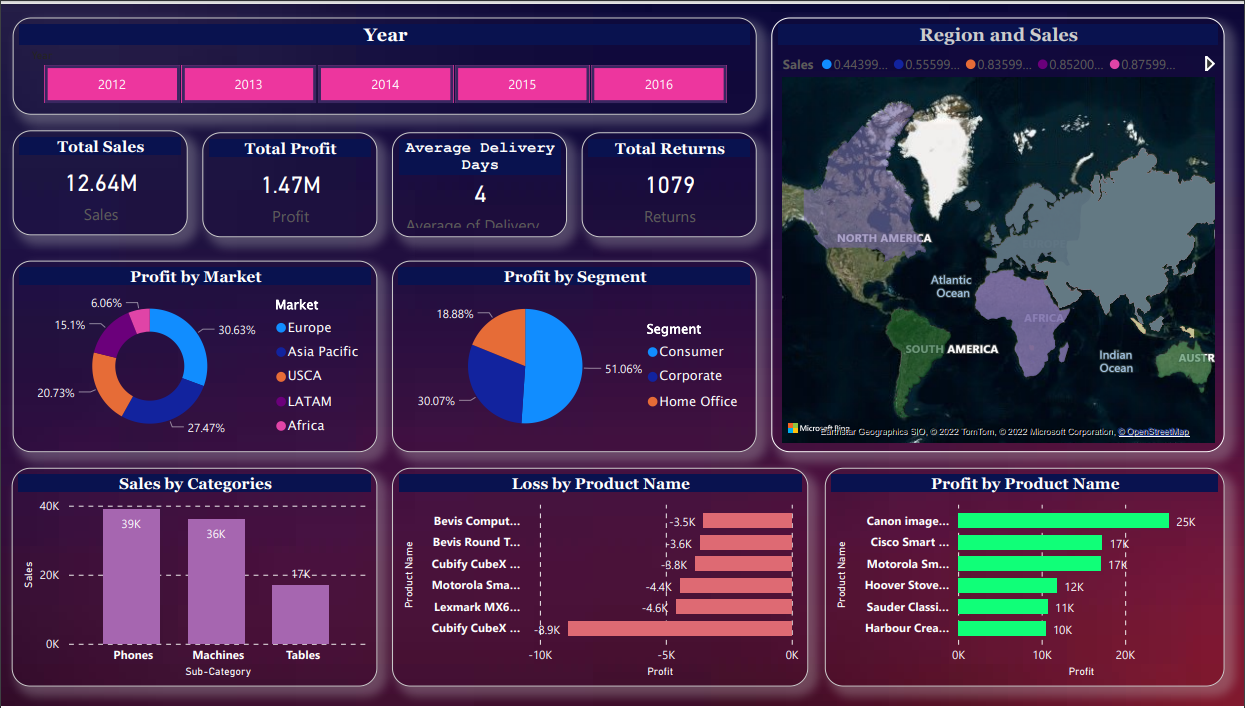 Year
2012 2013 2014 2015 2016
Total Sales
12.64M
Sales
Total Profit
1.47M
Profit
Average Delivery
Days
4
Average of Delivery
Total Returns
1079
Returns
Region and Sales
Sales 0.44399... 0.55599... 0.83599... 0.85200... 0.87599...
NORTH AMERICA
Atlantic
Ocean
AFRICA
SOUTH AMERICA
Indian
Ocean
AUSTR
Microsoft Bing
Earthstar Geographics SIO, © 2022 TomTom, © 2022 Microsoft Corporation, © OpenStreetMap
Profit by Market
6.06%
15.1%
20.73%
30.63%
27.47%
Market
Europe
Asia Pacific
USCA
LATAM
Africa
Profit by Segment
18.88%
30.07%
51.06%
Segment
Consumer
Corporate
Home Office
Sales by Categories
Sales
40K
20K
0K
39K
36K
17K
Phones Machines Tables
Sub-Category
Loss by Product Name
Product Name
Bevis Comput... -3.5K
Bevis Round T... -3.6K
Cubify CubeX ... -3.8K
Motorola Sma... -4.4K
Lexmark MX6... -4.6K
Cubify CubeX ... -8.9K
-10K -5K 0K
Profit
Profit by Product Name
Product Name
Canon image... 25K
Cisco Smart ... 17K
Motorola Sm... 17K
Hoover Stove... 12K
Sauder Classi... 11K
Harbour Crea... 10K
0K 10K 20K
Profit